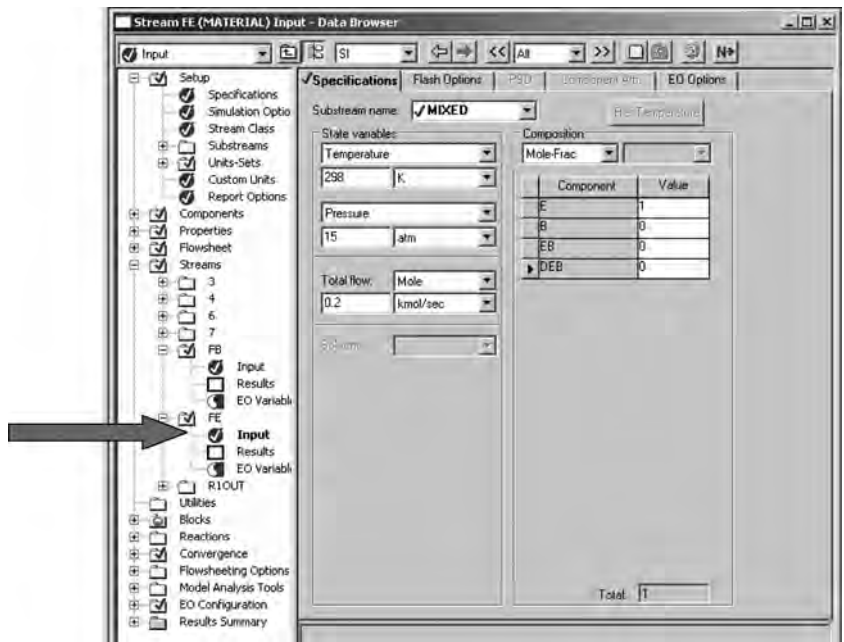 Stream FE (MATERIAL) Input - Data Browser
Input SI All N>
Setup
Specifications
Simulation Optio
Stream Class
Substreams
Units-Sets
Custom Units
Report Options
Components
Properties
Flowsheet
Streams
3
4
6
7
FB
Input
Results
EO Variabl
FE
Input
Results
EO Variable
R1OUT
Utilities
Blocks
Reactions
Convergence
Flowsheeting Options
Model Analysis Tools
EO Configuration
Results Summary
Specifications Flash Options PSD Component Attr. EO Options
Substream name: MIXED Ref Temperature
State variables
Temperature
298 K
Pressure
15 atm
Total flow: Mole
0.2 kmol/sec
Composition
Mole-Frac
Component Value
E 1
B 0
EB 0
DEB 0
Total: 1